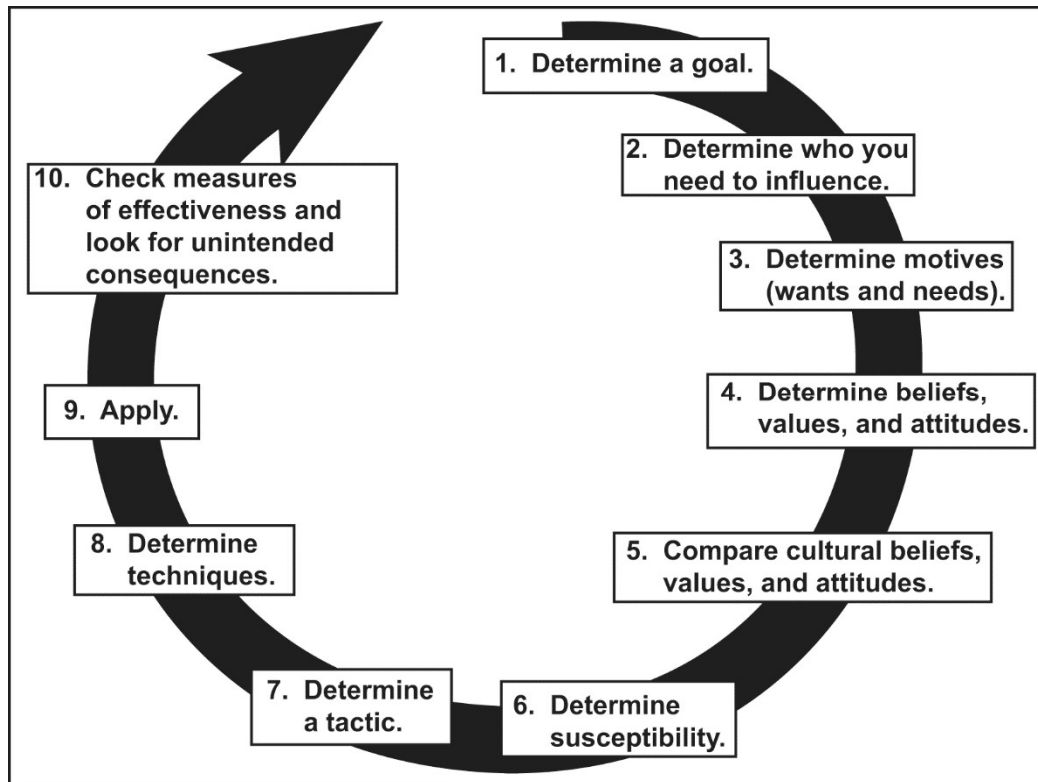 1. Determine a goal.
2. Determine who you
need to influence.
3. Determine motives
(wants and needs).
4. Determine beliefs,
values, and attitudes.
5. Compare cultural beliefs,
values, and attitudes.
6. Determine
susceptibility.
7. Determine
a tactic.
8. Determine
techniques.
9. Apply.
10. Check measures
of effectiveness and
look for unintended
consequences.